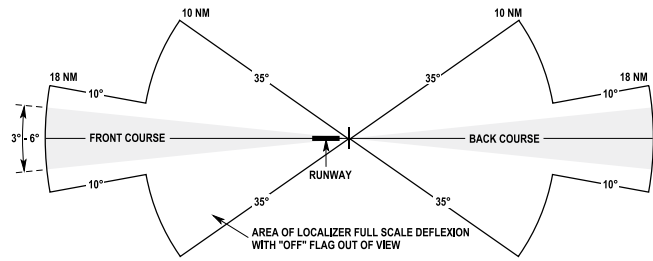 10 NM
10 NM
35°
35°
18 NM
18 NM
10°
10°
3° - 6°
FRONT COURSE
BACK COURSE
RUNWAY
10°
10°
35°
35°
AREA OF LOCALIZER FULL SCALE DEFLEXION
WITH "OFF" FLAG OUT OF VIEW